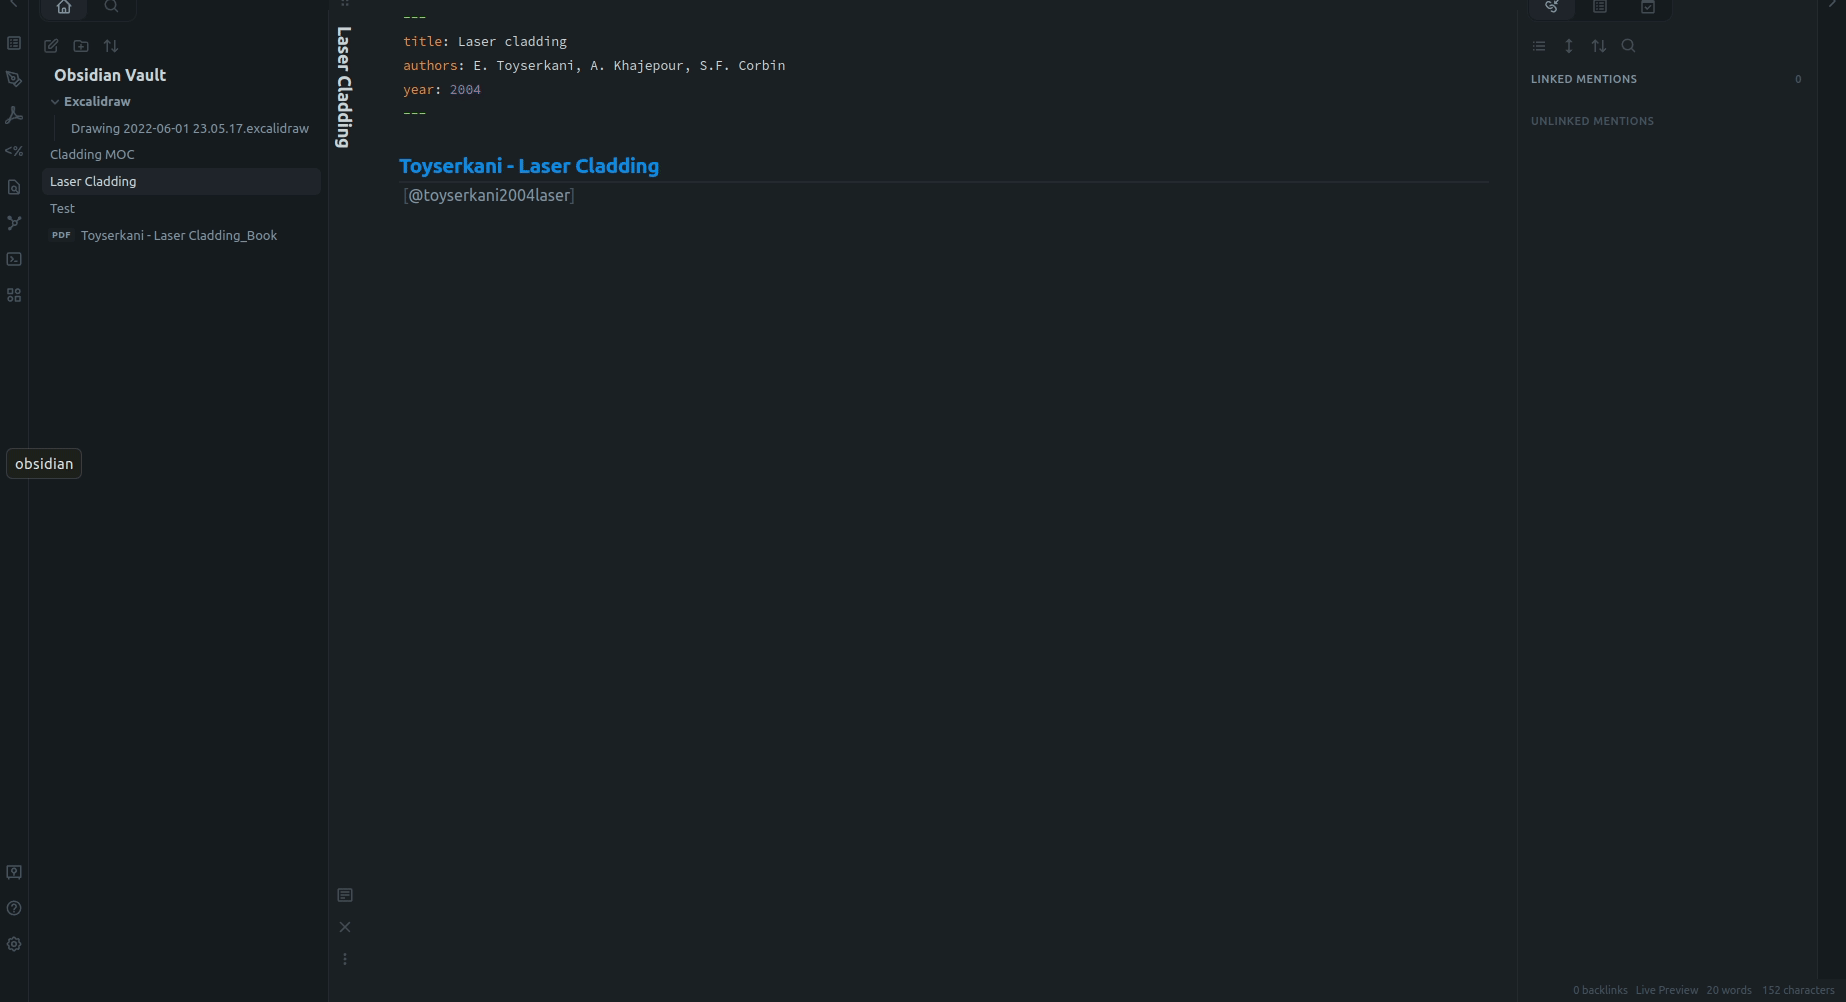 Obsidian Vault
Excalidraw
Drawing 2022-06-01 23.05.17.excalidraw
Cladding MOC
Laser Cladding
Test
PDF Toyserkani - Laser Cladding_Book
<%
obsidian
Laser Cladding
---
title: Laser cladding
authors: E. Toyserkani, A. Khajepour, S.F. Corbin
year: 2004
---
Toyserkani - Laser Cladding
[@toyserkani2004laser]
LINKED MENTIONS 0
UNLINKED MENTIONS
0 backlinks Live Preview 20 words 152 characters